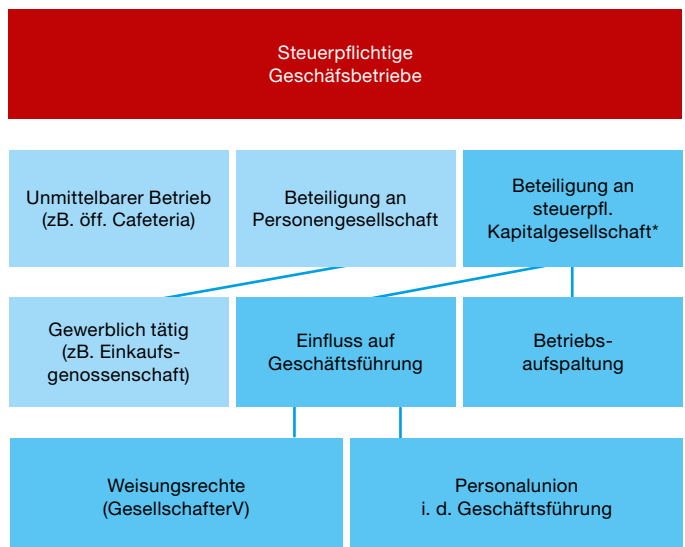 Steuerpflichtige
Geschäfsbetriebe
Unmittelbarer Betrieb
(zB. öff. Cafeteria)
Beteiligung an
Personengesellschaft
Beteiligung an
steuerpfl.
Kapitalgesellschaft*
Gewerblich tätig
(zB. Einkaufs-
genossenschaft)
Einfluss auf
Geschäftsführung
Betriebs-
aufspaltung
Weisungsrechte
(GesellschafterV)
Personalunion
i. d. Geschäftsführung